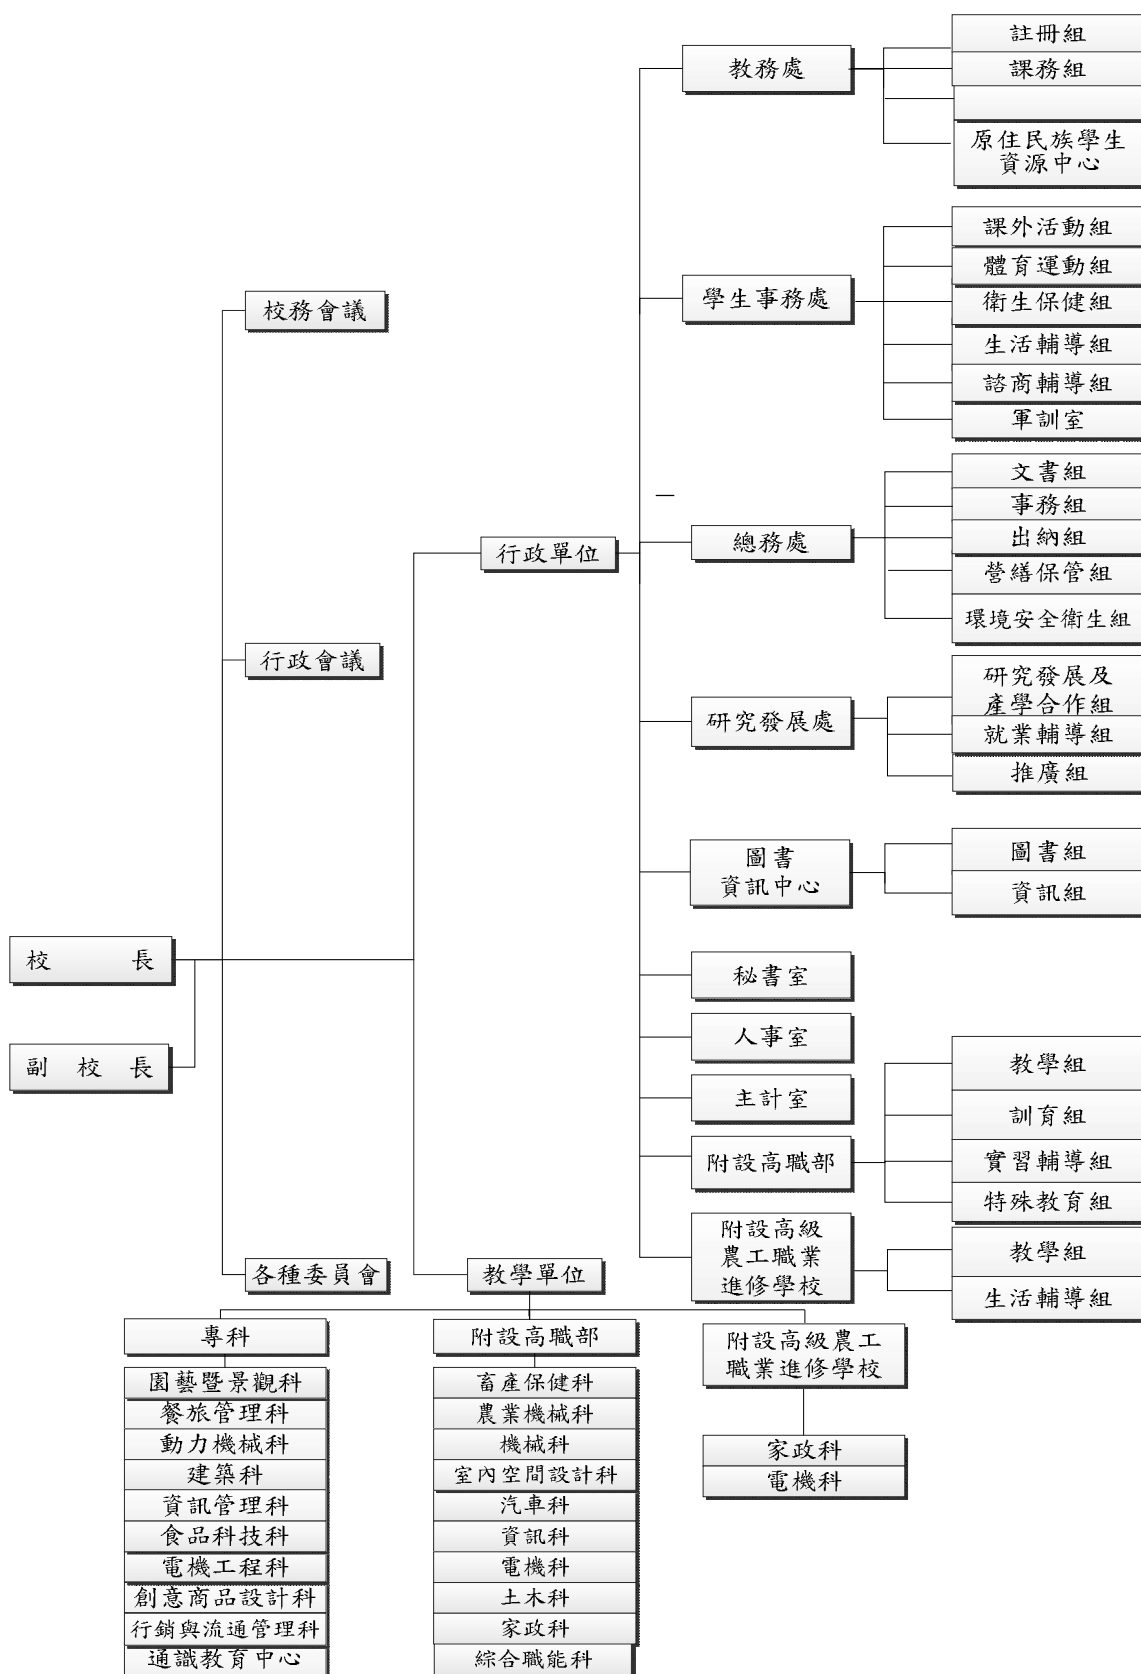 教務處
註冊組
課務組
原住民族學生
資源中心
學生事務處
課外活動組
體育運動組
衛生保健組
生活輔導組
諮商輔導組
軍訓室
校務會議
行政會議
行政單位
總務處
文書組
事務組
出納組
營繕保管組
環境安全衛生組
研究發展處
研究發展及
產學合作組
就業輔導組
推廣組
圖書
資訊中心
圖書組
資訊組
校 長
副 校 長
秘書室
人事室
主計室
附設高職部
教學組
訓育組
實習輔導組
特殊教育組
附設高級
農工職業
進修學校
教學組
生活輔導組
各種委員會
教學單位
專科
園藝暨景觀科
餐旅管理科
動力機械科
建築科
資訊管理科
食品科技科
電機工程科
創意商品設計科
行銷與流通管理科
通識教育中心
附設高職部
畜產保健科
農業機械科
機械科
室內空間設計科
汽車科
資訊科
電機科
土木科
家政科
綜合職能科
附設高級農工
職業進修學校
家政科
電機科